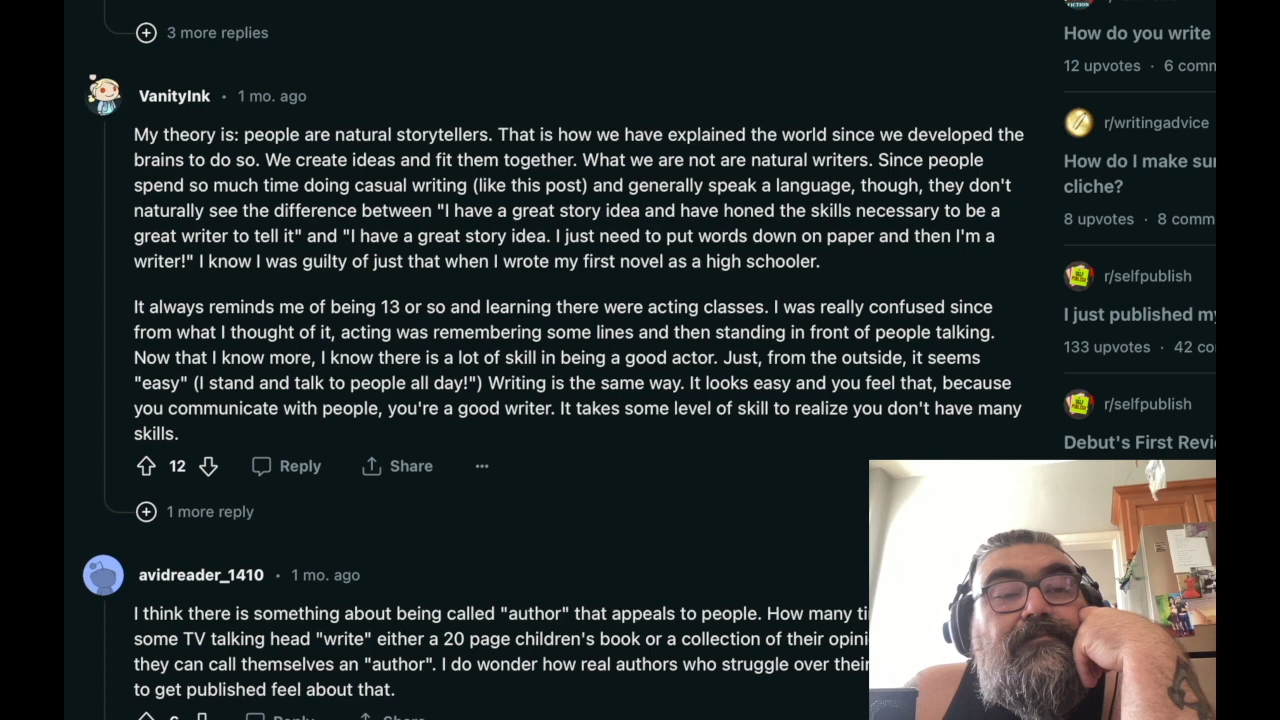 3 more replies
VanityInk • 1 mo. ago
My theory is: people are natural storytellers. That is how we have explained the world since we developed the
brains to do so. We create ideas and fit them together. What we are not are natural writers. Since people
spend so much time doing casual writing (like this post) and generally speak a language, though, they don't
naturally see the difference between "I have a great story idea and have honed the skills necessary to be a
great writer to tell it" and "I have a great story idea. I just need to put words down on paper and then I'm a
writer!" I know I was guilty of just that when I wrote my first novel as a high schooler.
It always reminds me of being 13 or so and learning there were acting classes. I was really confused since
from what I thought of it, acting was remembering some lines and then standing in front of people talking.
Now that I know more, I know there is a lot of skill in being a good actor. Just, from the outside, it seems
"easy" (I stand and talk to people all day!") Writing is the same way. It looks easy and you feel that, because
you communicate with people, you're a good writer. It takes some level of skill to realize you don't have many
skills.
12 Reply Share
1 more reply
avidreader_1410 • 1 mo. ago
I think there is something about being called "author" that appeals to people. How many ti
some TV talking head "write" either a 20 page children's book or a collection of their opini
they can call themselves an "author". I do wonder how real authors who struggle over their
to get published feel about that.
FICTION
How do you write
12 upvotes · 6 comm
r/writingadvice
How do I make sur
cliche?
8 upvotes · 8 comm
r/selfpublish
I just published my
133 upvotes · 42 co
r/selfpublish
Debut's First Revi